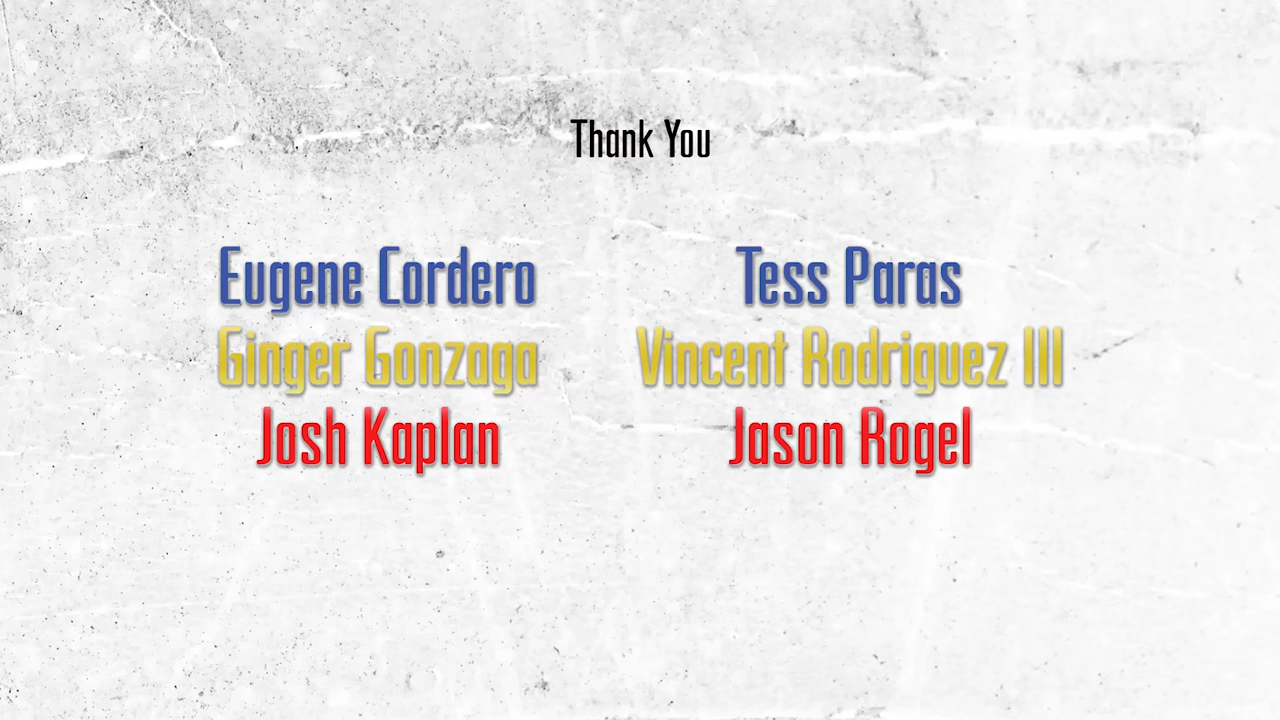 Thank You
Eugene Cordero
Ginger Gonzaga
Josh Kaplan
Tess Paras
Vincent Rodriguez III
Jason Rogel